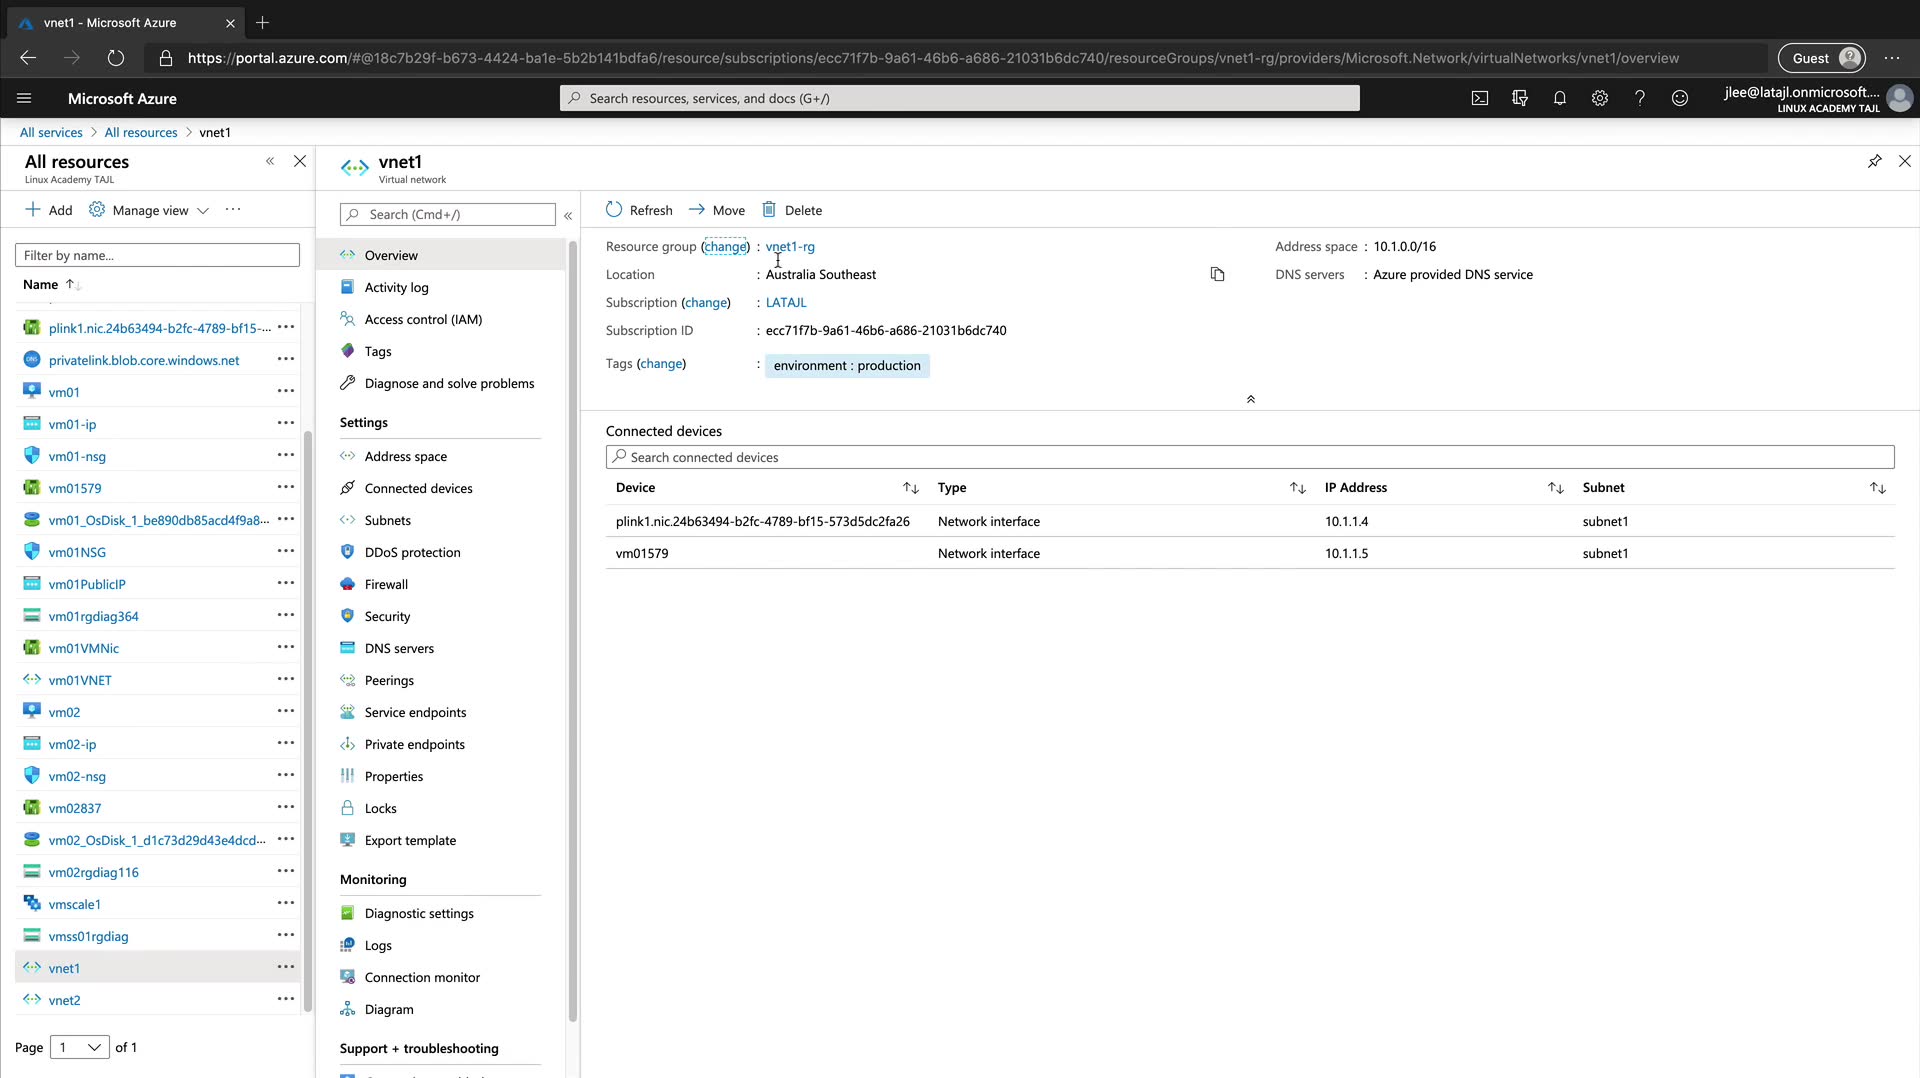 vnet1 - Microsoft Azure
https://portal.azure.com/#@18c7b29f-b673-4424-ba1e-5b2b141bdfa6/resource/subscriptions/ecc71f7b-9a61-46b6-a686-21031b6dc740/resourceGroups/vnet1-rg/providers/Microsoft.Network/virtualNetworks/vnet1/overview
Guest
Microsoft Azure
Search resources, services, and docs (G+/)
jlee@latajl.onmicrosoft....
LINUX ACADEMY TAJL
All services > All resources > vnet1
All resources
Linux Academy TAJL
Add
Manage view
Filter by name...
Name
plink1.nic.24b63494-b2fc-4789-bf15-...
privatelink.blob.core.windows.net
vm01
vm01-ip
vm01-nsg
vm01579
vm01_OsDisk_1_be890db85acd4f9a8...
vm01NSG
vm01PublicIP
vm01rgdiag364
vm01VMNic
vm01VNET
vm02
vm02-ip
vm02-nsg
vm02837
vm02_OsDisk_1_d1c73d29d43e4dcd...
vm02rgdiag116
vmscale1
vmss01rgdiag
vnet1
vnet2
Page 1 of 1
vnet1
Virtual network
Search (Cmd+/)
Overview
Activity log
Access control (IAM)
Tags
Diagnose and solve problems
Settings
Address space
Connected devices
Subnets
DDoS protection
Firewall
Security
DNS servers
Peerings
Service endpoints
Private endpoints
Properties
Locks
Export template
Monitoring
Diagnostic settings
Logs
Connection monitor
Diagram
Support + troubleshooting
Refresh Move Delete
Resource group (change) : vnet1-rg
Location : Australia Southeast
Subscription (change) : LATAJL
Subscription ID : ecc71f7b-9a61-46b6-a686-21031b6dc740
Tags (change) : environment : production
Address space : 10.1.0.0/16
DNS servers : Azure provided DNS service
Connected devices
Search connected devices
Device Type IP Address Subnet
plink1.nic.24b63494-b2fc-4789-bf15-573d5dc2fa26 Network interface 10.1.1.4 subnet1
vm01579 Network interface 10.1.1.5 subnet1